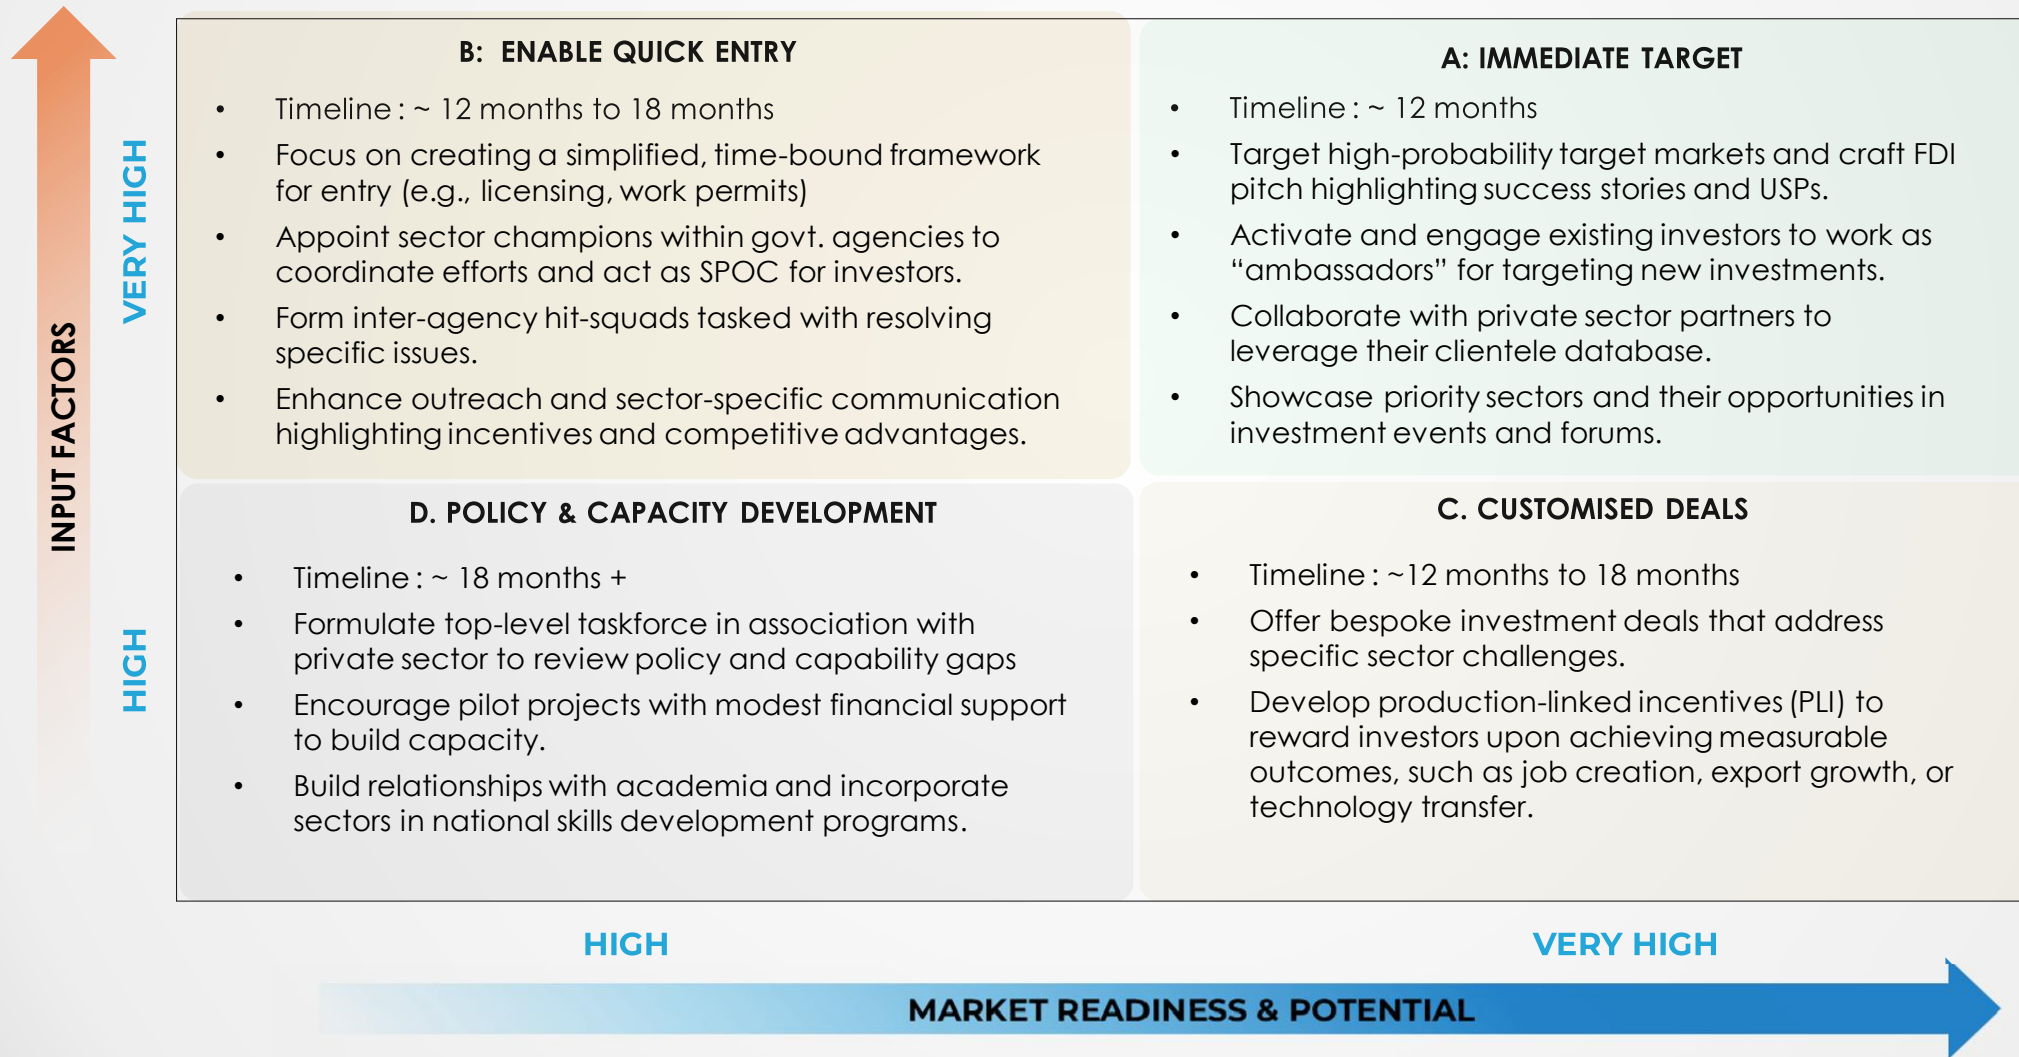 B:  ENABLE QUICK ENTRY
• Timeline : ~ 12 months to 18 months
• Focus on creating a simplified, time-bound framework
for entry (e.g., licensing, work permits)
• Appoint sector champions within govt. agencies to
coordinate efforts and act as SPOC for investors.
• Form inter-agency hit-squads tasked with resolving
specific issues.
• Enhance outreach and sector-specific communication
highlighting incentives and competitive advantages.
A: IMMEDIATE TARGET
• Timeline : ~ 12 months
• Target high-probability target markets and craft FDI
pitch highlighting success stories and USPs.
• Activate and engage existing investors to work as
“ambassadors” for targeting new investments.
• Collaborate with private sector partners to
leverage their clientele database.
• Showcase priority sectors and their opportunities in
investment events and forums.
VERY HIGH
INPUT FACTORS
HIGH
D. POLICY & CAPACITY DEVELOPMENT
• Timeline : ~ 18 months +
• Formulate top-level taskforce in association with
private sector to review policy and capability gaps
• Encourage pilot projects with modest financial support
to build capacity.
• Build relationships with academia and incorporate
sectors in national skills development programs.
C. CUSTOMISED DEALS
• Timeline : ~12 months to 18 months
• Offer bespoke investment deals that address
specific sector challenges.
• Develop production-linked incentives (PLI) to
reward investors upon achieving measurable
outcomes, such as job creation, export growth, or
technology transfer.
HIGH
VERY HIGH
MARKET READINESS & POTENTIAL